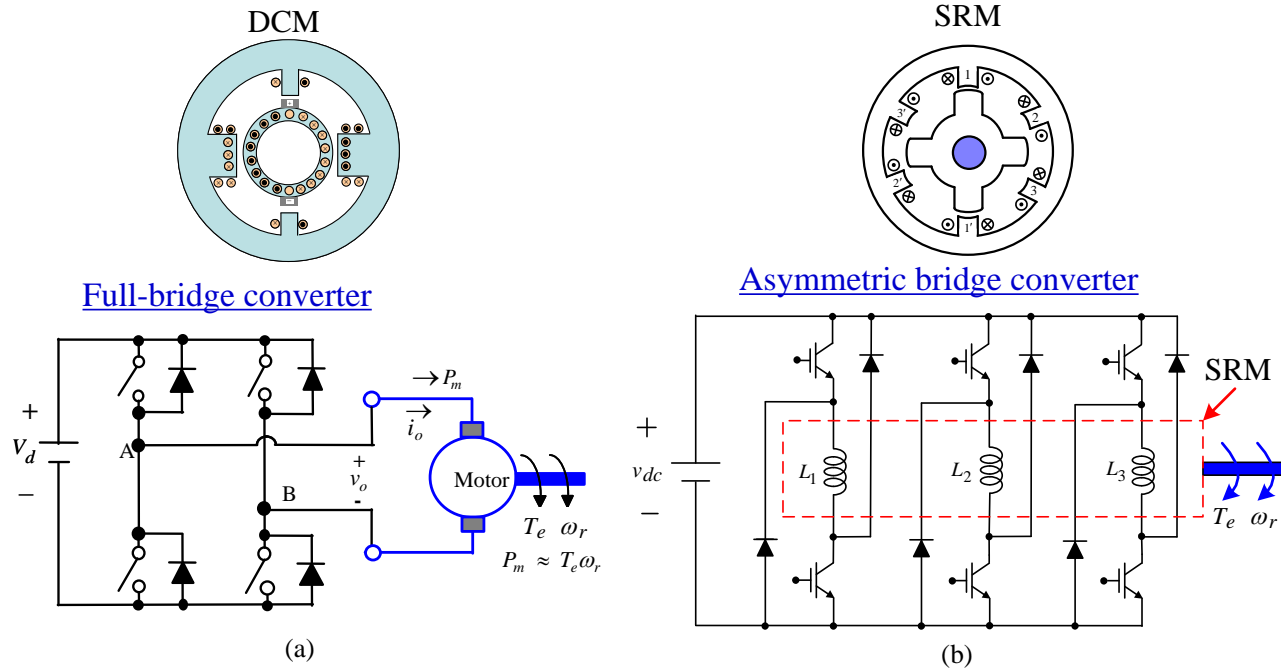 DCM
SRM
1
2
3
1'
2'
3'
Full-bridge converter
Asymmetric bridge converter
+
V_d
−
A
B
→ P_m
→
i_o
+
v_o
-
Motor
T_e ω_r
P_m ≈ T_e ω_r
(a)
SRM
+
v_dc
−
L_1
L_2
L_3
T_e ω_r
(b)